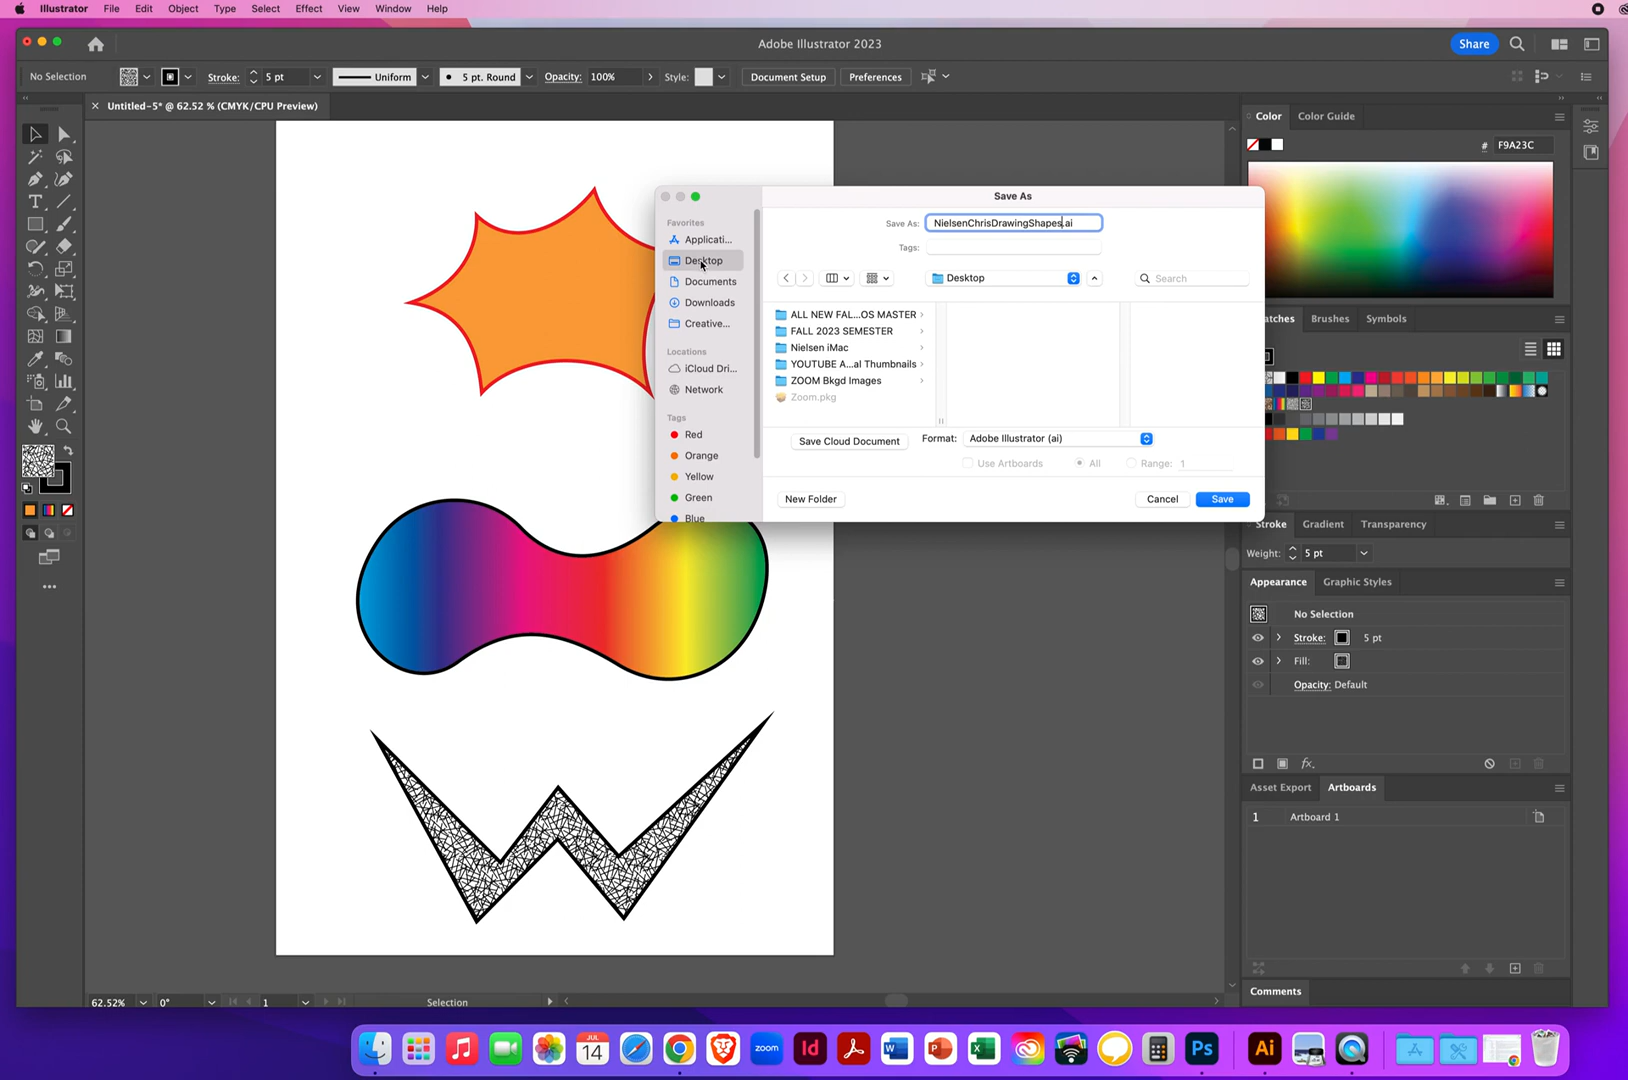 Illustrator File Edit Object Type Select Effect View Window Help
Adobe Illustrator 2023
Share
No Selection Stroke: 5 pt Uniform 5 pt. Round Opacity: 100% Style: Document Setup Preferences
Untitled-5* @ 62.52 % (CMYK/CPU Preview)
Color Color Guide
# F9A23C
Save As
Favorites
Applicati...
Desktop
Documents
Downloads
Creative...
Locations
iCloud Dri...
Network
Tags
Red
Orange
Yellow
Green
Blue
Save As: NielsenChrisDrawingShapes.ai
Tags:
Desktop
Search
ALL NEW FAL...OS MASTER
FALL 2023 SEMESTER
Nielsen iMac
YOUTUBE A...al Thumbnails
ZOOM Bkgd Images
Zoom.pkg
Save Cloud Document Format: Adobe Illustrator (ai)
Use Artboards All Range: 1
New Folder Cancel Save
atches Brushes Symbols
Stroke Gradient Transparency
Weight: 5 pt
Appearance Graphic Styles
No Selection
Stroke: 5 pt
Fill:
Opacity: Default
fx.
Asset Export Artboards
1 Artboard 1
Comments
62.52% 0° 1 Selection
JUL
14
zoom
Id
W
P
X
Ps
Ai